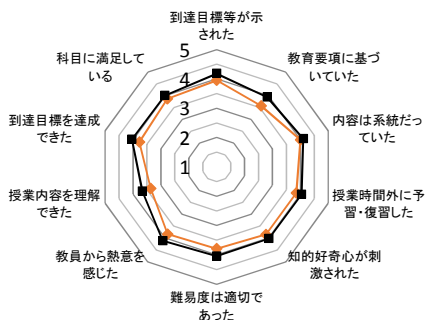 到達目標等が示
された
教育要項に基づ
いていた
内容は系統だっ
ていた
授業時間外に予
習・復習した
知的好奇心が刺
激された
難易度は適切で
あった
教員から熱意を
感じた
授業内容を理解
できた
到達目標を達成
できた
科目に満足して
いる
5
4
3
2
1